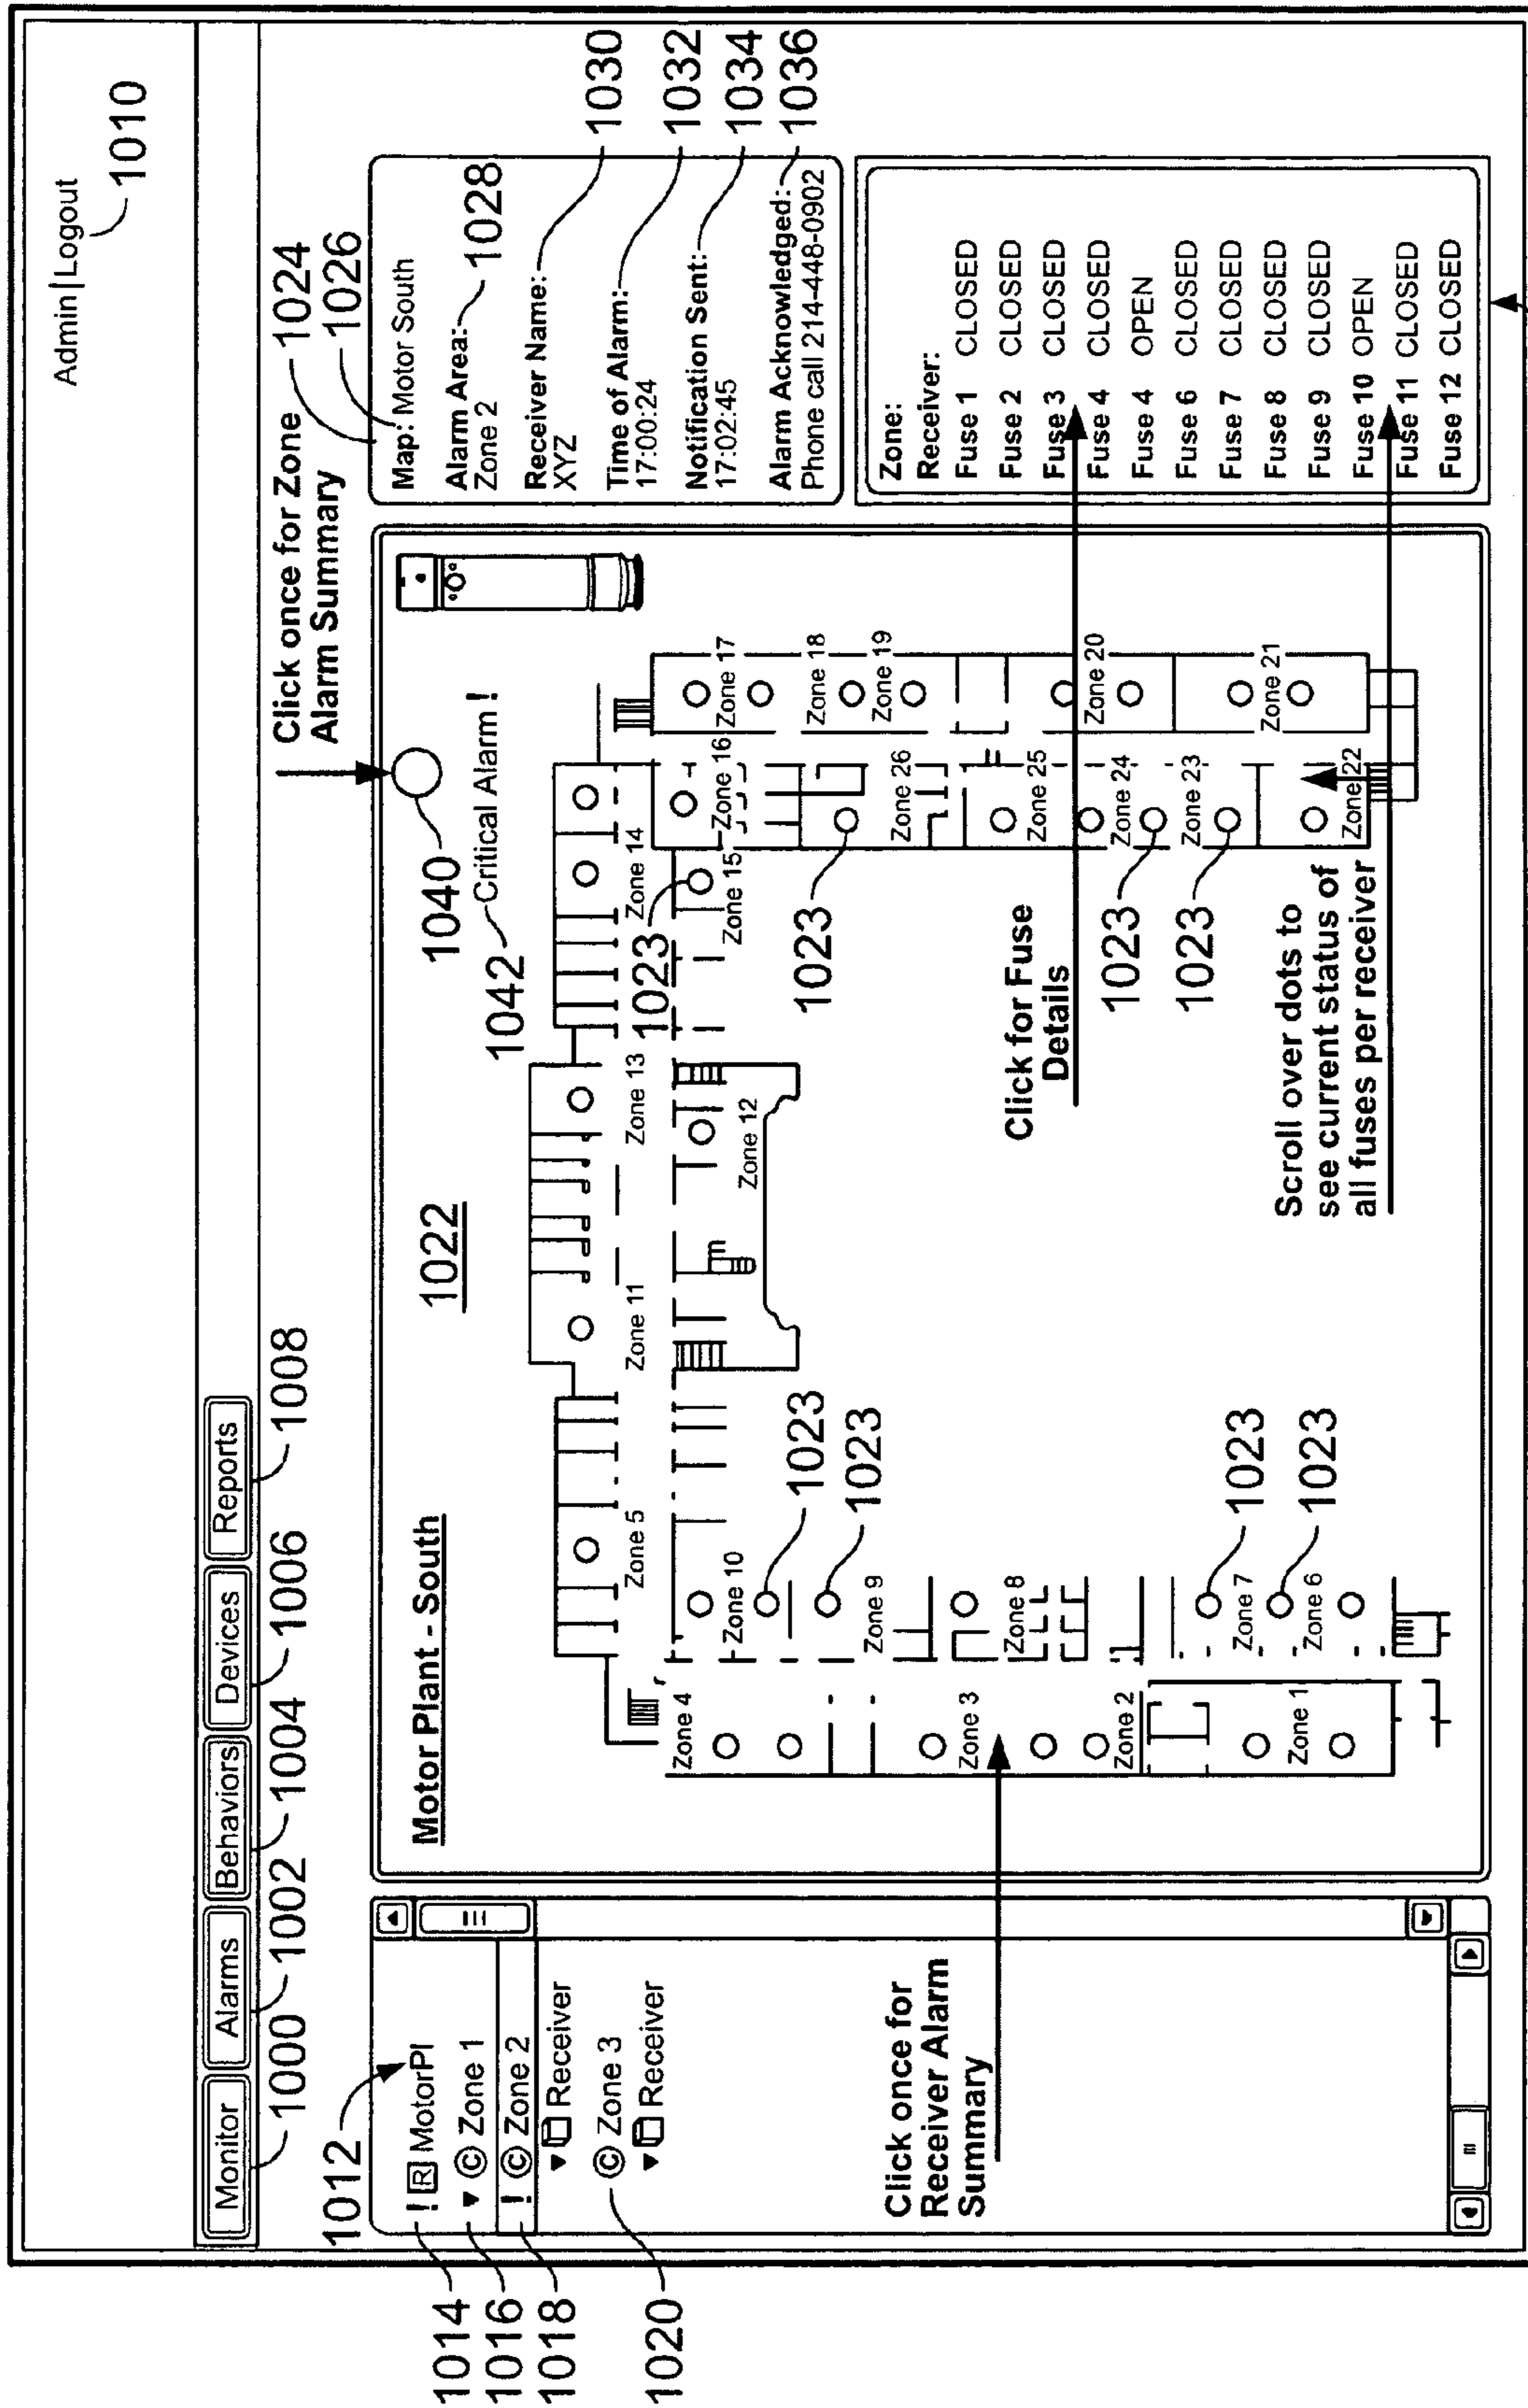 Admin|Logout
1010
Monitor
Alarms
Behaviors
Devices
Reports
1000
1002
1004
1006
1008
1012
1014
! R MotorPl
1016
▼ © Zone 1
1018
! © Zone 2
▼ Receiver
1020
© Zone 3
▼ Receiver
Click once for
Receiver Alarm
Summary
Click once for Zone
Alarm Summary
Motor Plant - South
1022
1040
1042
Critical Alarm!
Zone 4
Zone 3
Zone 2
Zone 1
Zone 5
Zone 10
1023
Zone 9
1023
Zone 8
Zone 7
1023
Zone 6
1023
Zone 11
Zone 13
Zone 12
Zone 14
1023
Zone 15
Zone 16
Zone 17
Zone 18
Zone 19
1023
Zone 26
Zone 25
Zone 20
Zone 24
1023
Zone 23
1023
Zone 21
Zone 22
Click for Fuse
Details
Scroll over dots to
see current status of
all fuses per receiver
1024
1026
Map: Motor South
Alarm Area:
1028
Zone 2
Receiver Name:
1030
XYZ
Time of Alarm:
1032
17:00:24
Notification Sent:
1034
17:02:45
Alarm Acknowledged:
1036
Phone call 214-448-0902
Zone:
Receiver:
Fuse 1 CLOSED
Fuse 2 CLOSED
Fuse 3 CLOSED
Fuse 4 CLOSED
Fuse 4 OPEN
Fuse 6 CLOSED
Fuse 7 CLOSED
Fuse 8 CLOSED
Fuse 9 CLOSED
Fuse 10 OPEN
Fuse 11 CLOSED
Fuse 12 CLOSED